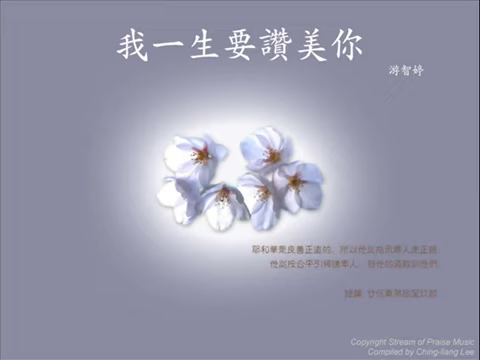 我一生要讚美你
游智婷
耶和華是良善正直的，所以他必指示罪人走正路；
他必按公平引領謙卑人，將他的道教訓他們。
詩篇
Copyright Stream of Praise Music
Compiled by Ching-liang Lee